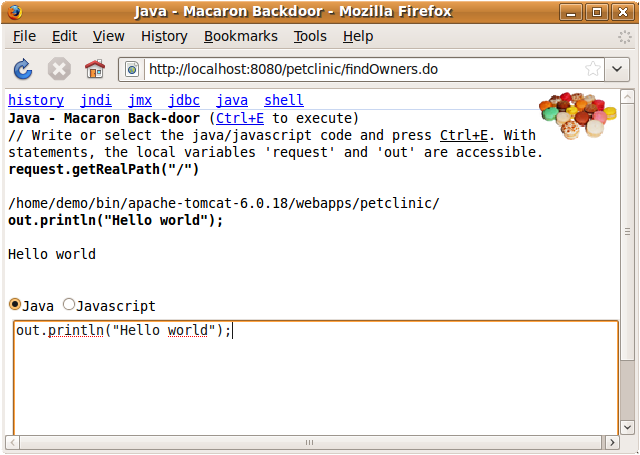 Java - Macaron Backdoor - Mozilla Firefox
File Edit View History Bookmarks Tools Help
http://localhost:8080/petclinic/findOwners.do
history jndi jmx jdbc java shell
Java - Macaron Back-door (Ctrl+E to execute)
// Write or select the java/javascript code and press Ctrl+E. With
statements, the local variables 'request' and 'out' are accessible.
request.getRealPath("/")
/home/demo/bin/apache-tomcat-6.0.18/webapps/petclinic/
out.println("Hello world");
Hello world
Java Javascript
out.println("Hello world");